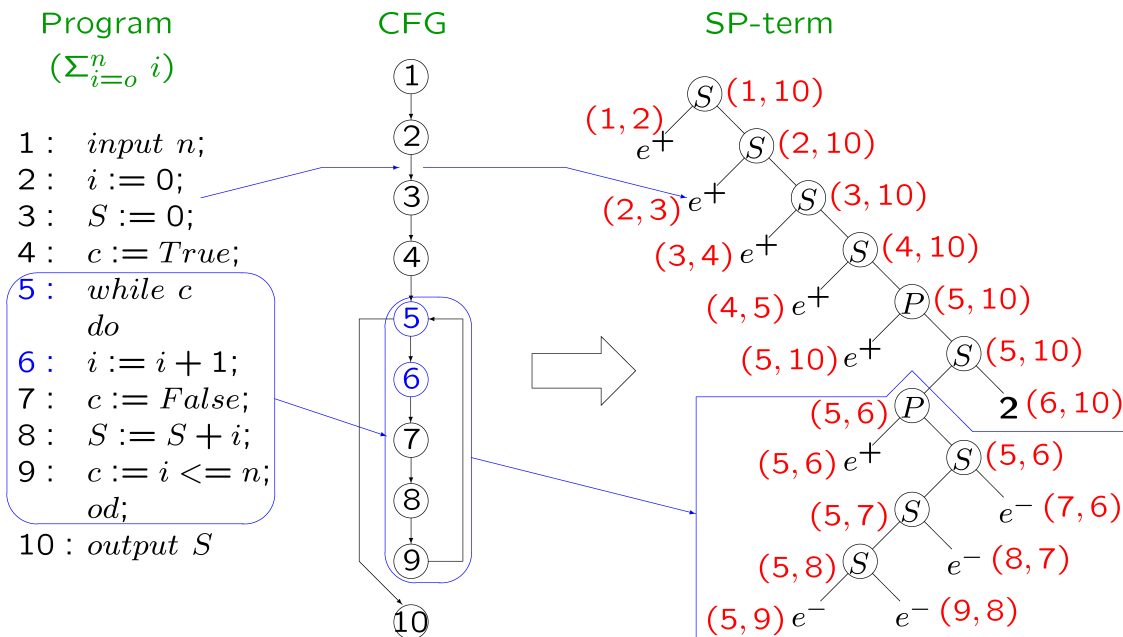 Program
(Σⁿᵢ₌ₒ i)
1 : input n;
2 : i := 0;
3 : S := 0;
4 : c := True;
5 : while c
do
6 : i := i + 1;
7 : c := False;
8 : S := S + i;
9 : c := i <= n;
od;
10 : output S
CFG
1
2
3
4
5
6
7
8
9
10
SP-term
S (1, 10)
(1, 2) e+
S (2, 10)
(2, 3) e+
S (3, 10)
(3, 4) e+
S (4, 10)
(4, 5) e+
P (5, 10)
(5, 10) e+
S (5, 10)
(5, 6) P
2 (6, 10)
(5, 6) e+
S (5, 6)
(5, 7) S
e− (7, 6)
(5, 8) S
e− (8, 7)
(5, 9) e−
e− (9, 8)